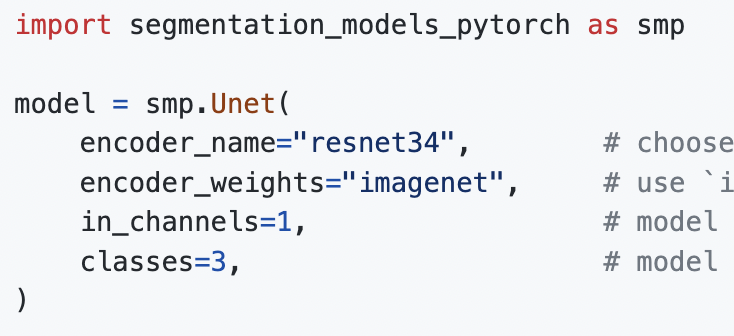 import segmentation_models_pytorch as smp
model = smp.Unet(
    encoder_name="resnet34",        # choose
    encoder_weights="imagenet",     # use `i
    in_channels=1,                  # model
    classes=3,                      # model
)